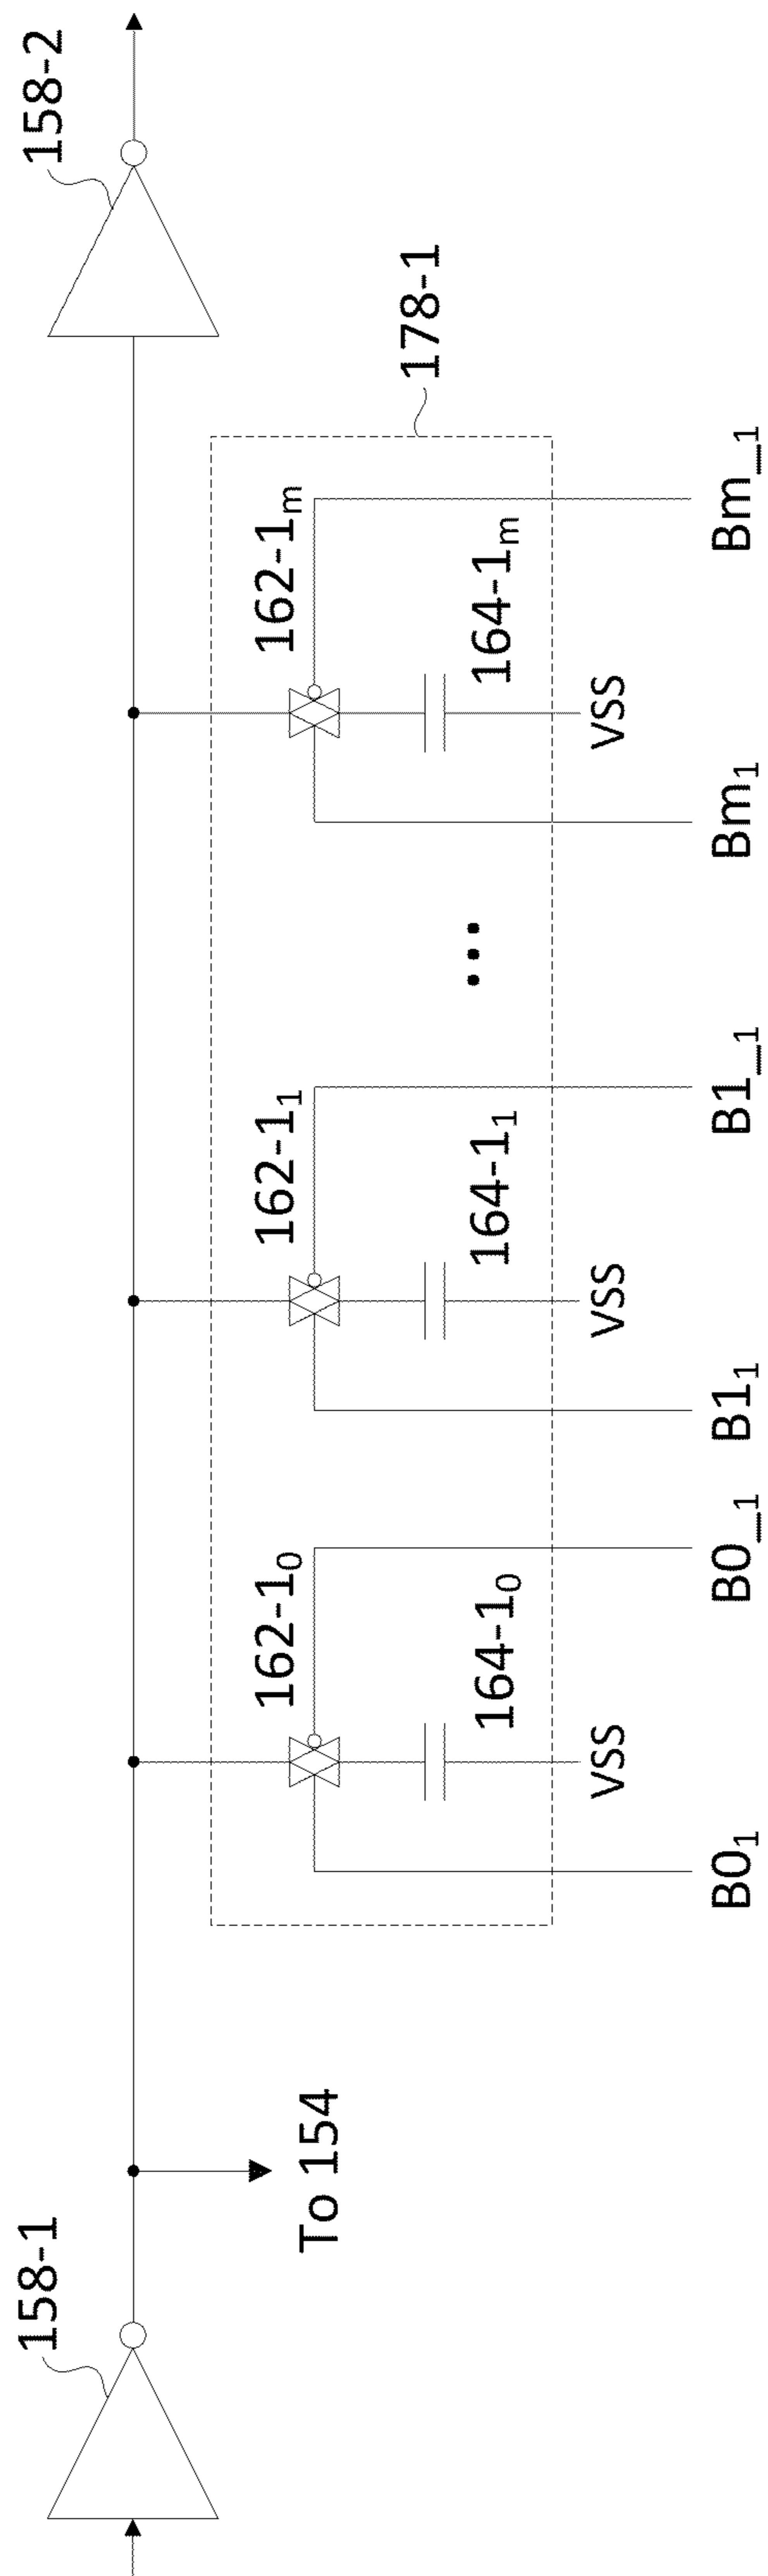 158-1
158-2
To 154
178-1
162-1₀
162-1₁
162-1ₘ
164-1₀
164-1₁
•••
164-1ₘ
VSS
VSS
VSS
B0₁
B0_₁
B1₁
B1_₁
Bm₁
Bm_₁